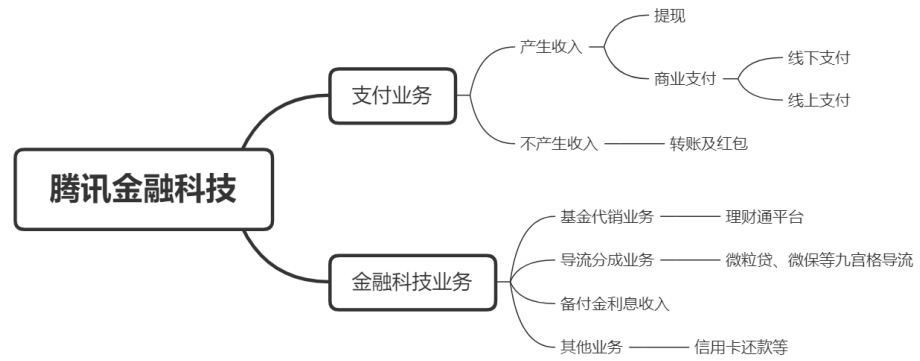 腾讯金融科技
支付业务
产生收入
提现
商业支付
线下支付
线上支付
不产生收入
转账及红包
金融科技业务
基金代销业务
理财通平台
导流分成业务
微粒贷、微保等九宫格导流
备付金利息收入
其他业务
信用卡还款等